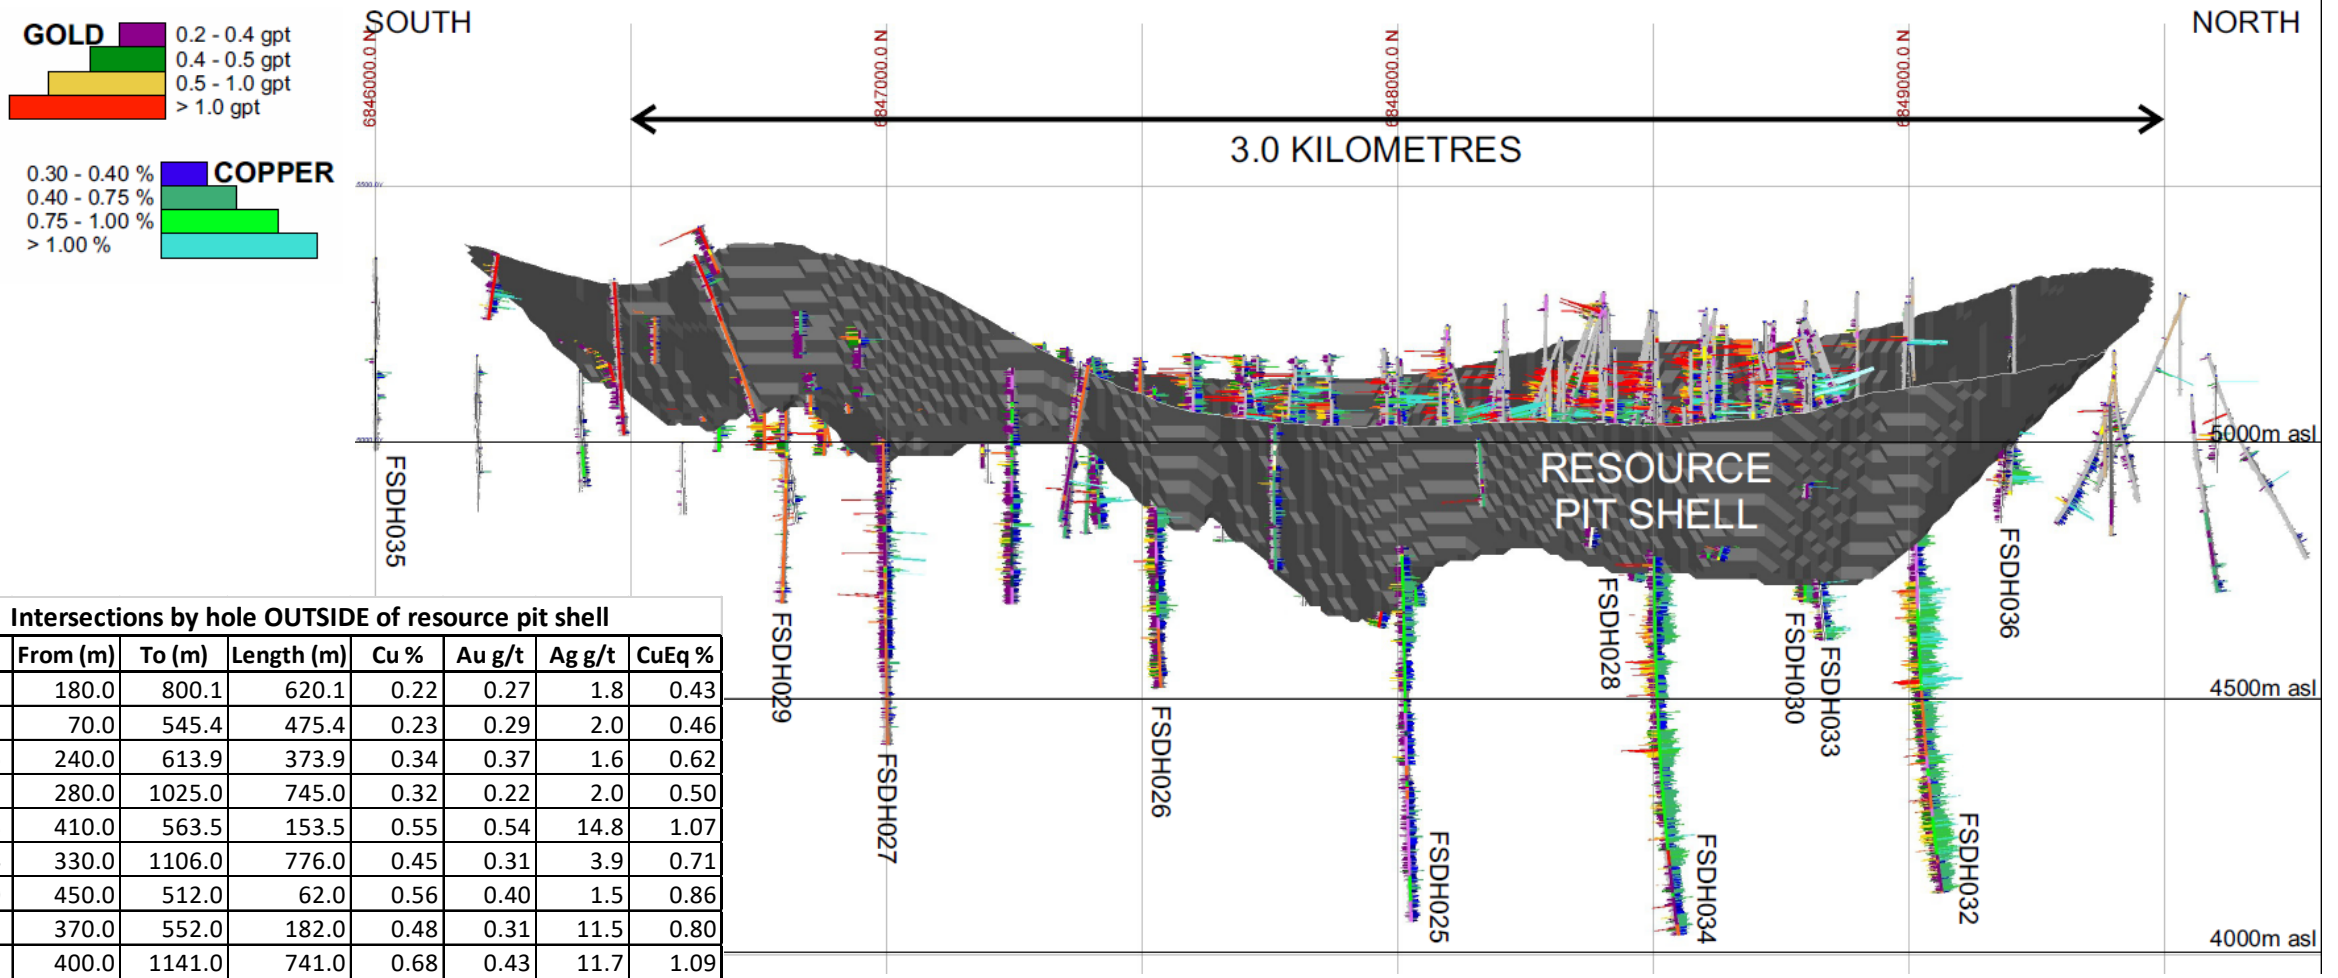 SOUTH
NORTH
GOLD
0.2 - 0.4 gpt
0.4 - 0.5 gpt
0.5 - 1.0 gpt
> 1.0 gpt
COPPER
0.30 - 0.40 %
0.40 - 0.75 %
0.75 - 1.00 %
> 1.00 %
6846000.0 N
6847000.0 N
6848000.0 N
6849000.0 N
3.0 KILOMETRES
RESOURCE
PIT SHELL
5000m asl
4500m asl
4000m asl
FSDH035
FSDH029
FSDH027
FSDH026
FSDH025
FSDH028
FSDH034
FSDH030
FSDH033
FSDH032
FSDH036
Intersections by hole OUTSIDE of resource pit shell
From (m) To (m) Length (m) Cu % Au g/t Ag g/t CuEq %
180.0 800.1 620.1 0.22 0.27 1.8 0.43
70.0 545.4 475.4 0.23 0.29 2.0 0.46
240.0 613.9 373.9 0.34 0.37 1.6 0.62
280.0 1025.0 745.0 0.32 0.22 2.0 0.50
410.0 563.5 153.5 0.55 0.54 14.8 1.07
330.0 1106.0 776.0 0.45 0.31 3.9 0.71
450.0 512.0 62.0 0.56 0.40 1.5 0.86
370.0 552.0 182.0 0.48 0.31 11.5 0.80
400.0 1141.0 741.0 0.68 0.43 11.7 1.09